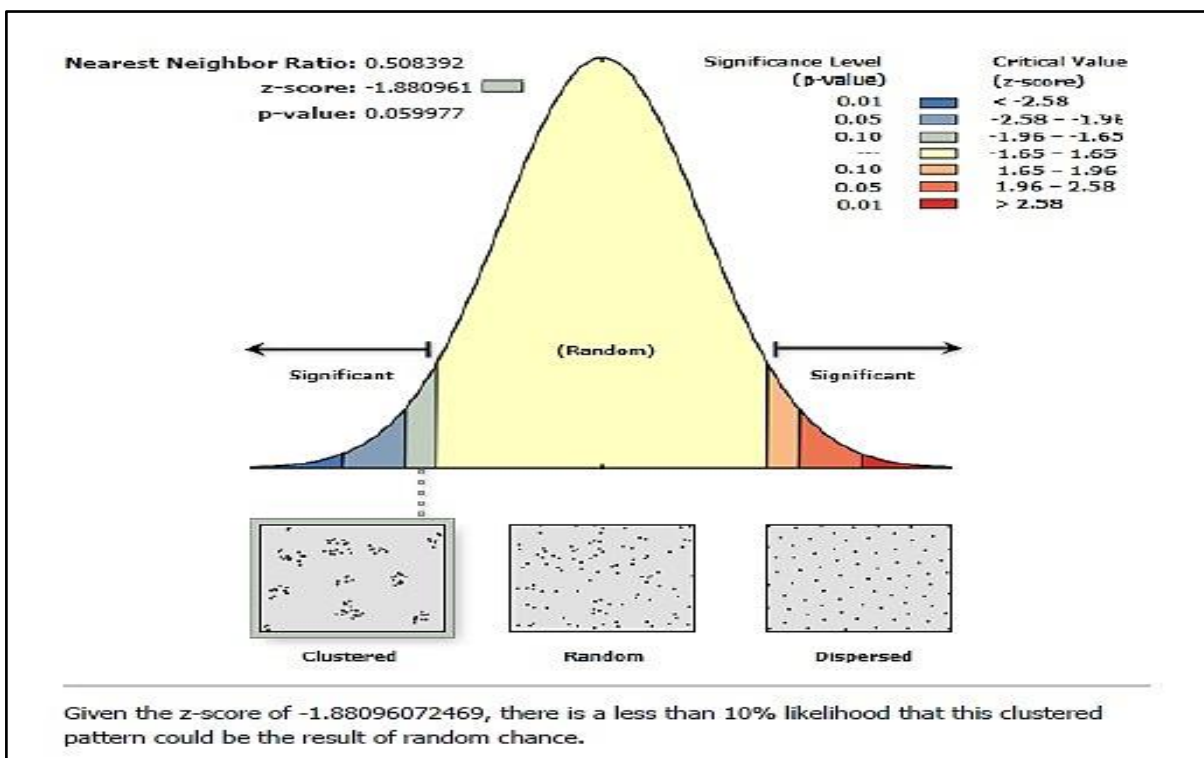 Nearest Neighbor Ratio: 0.508392
z-score: -1.880961
p-value: 0.059977
Significance Level (p-value)
Critical Value (z-score)
0.01 < -2.58
0.05 -2.58 – -1.96
0.10 -1.96 – -1.65
--- -1.65 – 1.65
0.10 1.65 – 1.96
0.05 1.96 – 2.58
0.01 > 2.58
Significant
(Random)
Significant
Clustered
Random
Dispersed
Given the z-score of -1.88096072469, there is a less than 10% likelihood that this clustered
pattern could be the result of random chance.